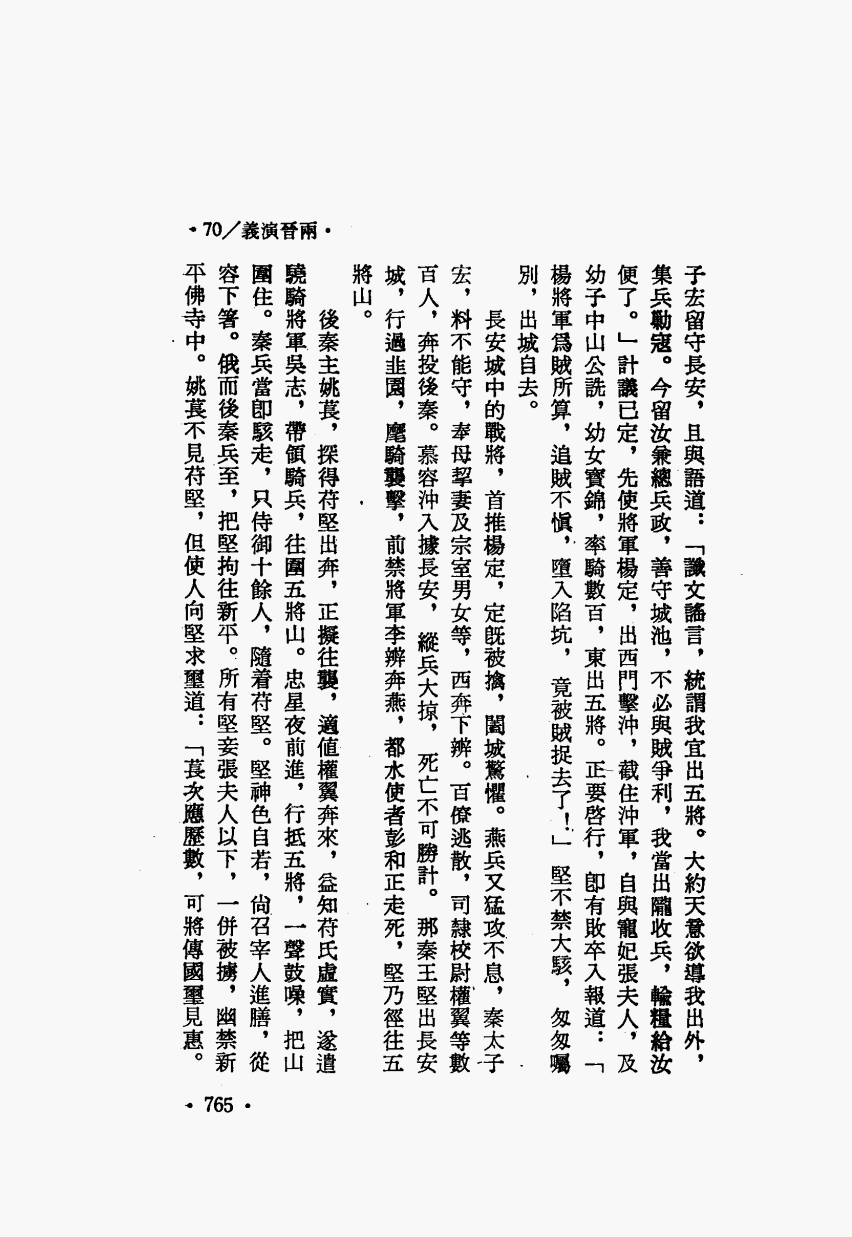 •70／義演晉兩•
子宏留守長安，且與語道：「讖文謠言，統謂我宜出五將。大約天意欲導我出外，
集兵勦寇。今留汝兼總兵政，善守城池，不必與賊爭利，我當出隴收兵，輸糧給汝
便了。」計議已定，先使將軍楊定，出西門擊沖，截住沖軍，自與寵妃張夫人，及
幼子中山公詵，幼女寶錦，率騎數百，東出五將。正要啓行，卽有敗卒入報道：「
楊將軍爲賊所算，追賊不愼，墮入陷坑，竟被賊捉去了！」堅不禁大駭，匆匆囑
別，出城自去。
長安城中的戰將，首推楊定，定旣被擒，闔城驚懼。燕兵又猛攻不息，秦太子
宏，料不能守，奉母挈妻及宗室男女等，西奔下辨。百僚逃散，司隸校尉權翼等數
百人，奔投後秦。慕容沖入據長安，縱兵大掠，死亡不可勝計。那秦王堅出長安
城，行過韭園，麾騎襲擊，前禁將軍李辨奔燕，都水使者彭和正走死，堅乃徑往五
將山。
後秦主姚萇，探得苻堅出奔，正擬往襲，適値權翼奔來，益知苻氏虛實，遂遣
驍騎將軍吳志，帶領騎兵，往圍五將山。忠星夜前進，行抵五將，一聲鼓噪，把山
圍住。秦兵當卽駭走，只侍御十餘人，隨着苻堅。堅神色自若，尙召宰人進膳，從
容下箸。俄而後秦兵至，把堅拘往新平。所有堅妾張夫人以下，一併被擄，幽禁新
平佛寺中。姚萇不見苻堅，但使人向堅求璽道：「萇次應歷數，可將傳國璽見惠。
•765•